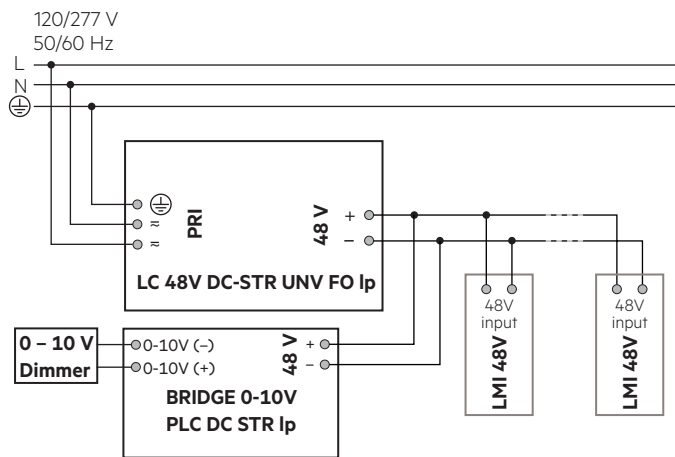 120/277 V
50/60 Hz
L
N
PRI
≂
≂
48 V
+
−
LC 48V DC-STR UNV FO lp
48V
input
LMI 48V
48V
input
LMI 48V
0 – 10 V
Dimmer
0-10V (–)
0-10V (+)
48 V
+
−
BRIDGE 0-10V
PLC DC STR lp